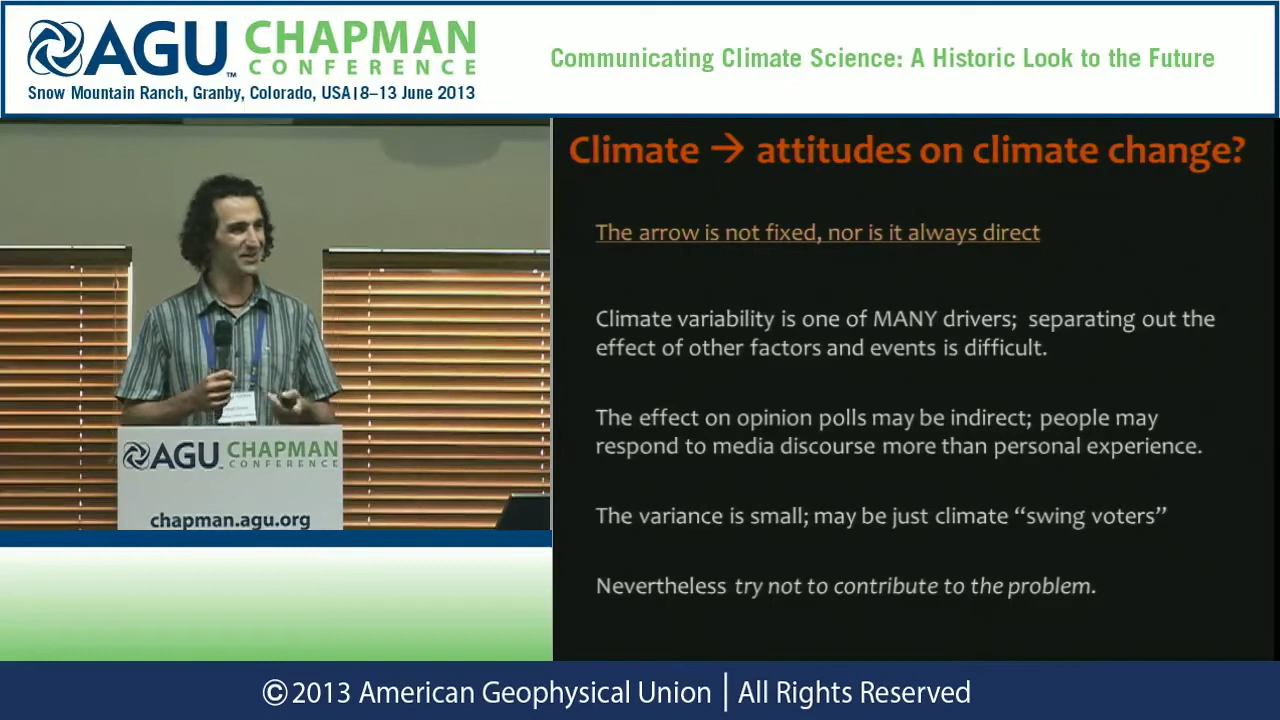 AGU CHAPMAN
CONFERENCE
Snow Mountain Ranch, Granby, Colorado, USA|8–13 June 2013
Communicating Climate Science: A Historic Look to the Future
Climate → attitudes on climate change?
The arrow is not fixed, nor is it always direct
Climate variability is one of MANY drivers; separating out the
effect of other factors and events is difficult.
The effect on opinion polls may be indirect; people may
respond to media discourse more than personal experience.
The variance is small; may be just climate “swing voters”
Nevertheless try not to contribute to the problem.
AGU CHAPMAN
CONFERENCE
chapman.agu.org
©2013 American Geophysical Union | All Rights Reserved